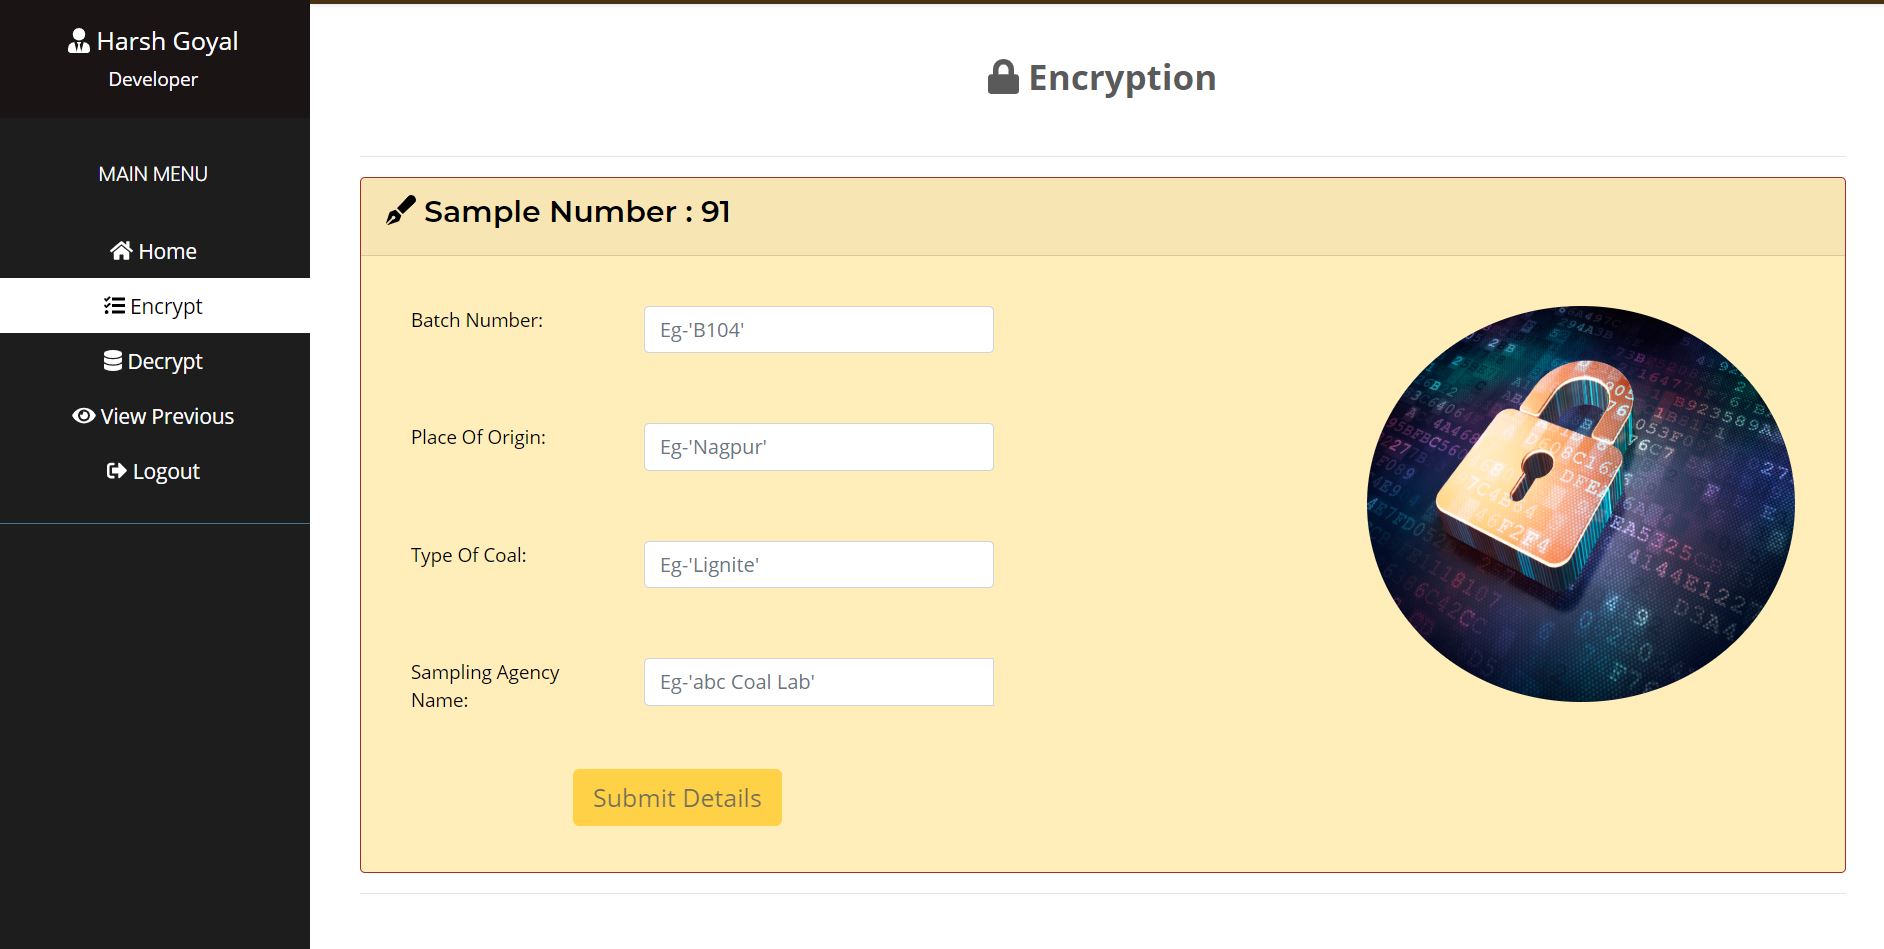 Harsh Goyal
Developer
MAIN MENU
Home
Encrypt
Decrypt
View Previous
Logout
Encryption
Sample Number : 91
Batch Number:
Eg-'B104'
Place Of Origin:
Eg-'Nagpur'
Type Of Coal:
Eg-'Lignite'
Sampling Agency
Name:
Eg-'abc Coal Lab'
Submit Details